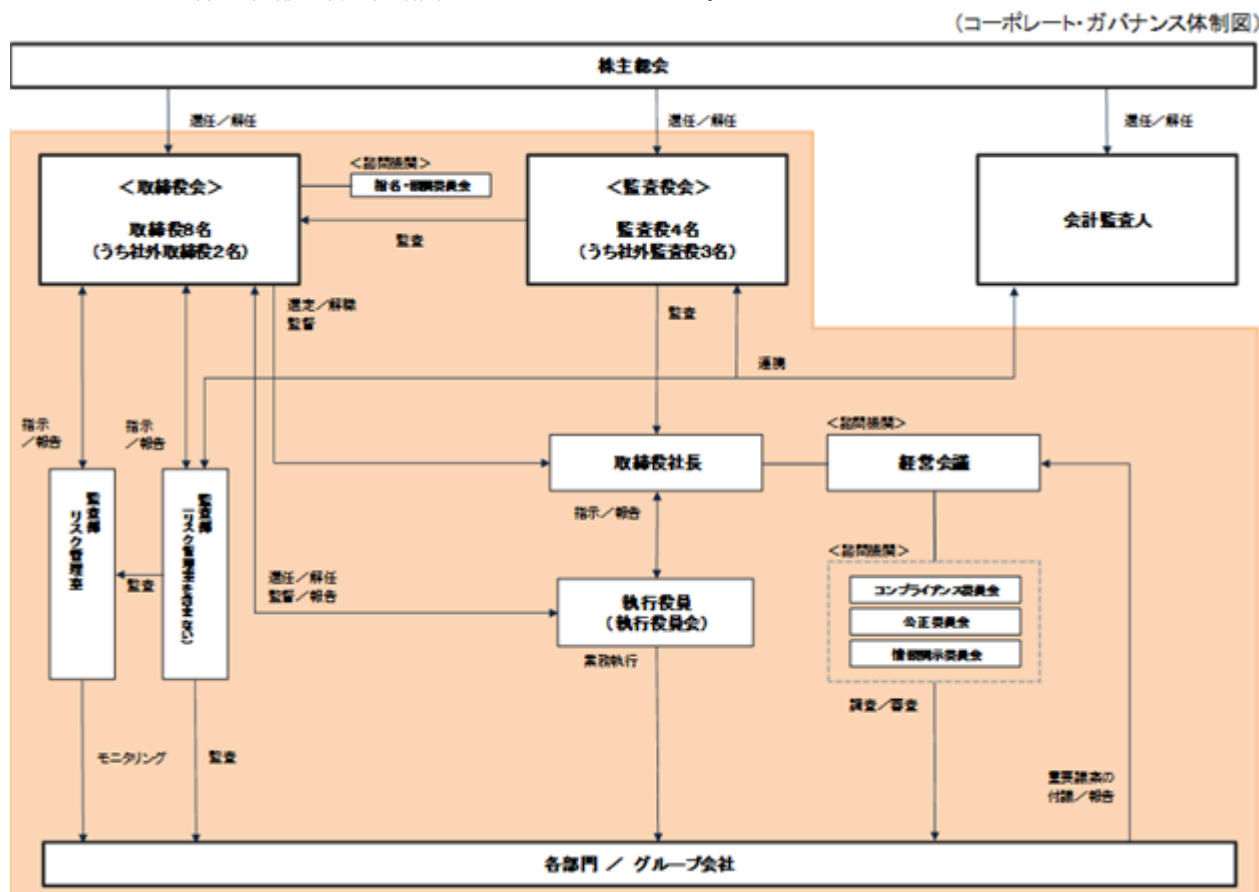 (コーポレート・ガバナンス体制図)
株主総会
選任／解任
選任／解任
選任／解任
＜取締役会＞
取締役8名
(うち社外取締役2名)
＜諮問機関＞
指名・報酬委員会
監査
＜監査役会＞
監査役4名
(うち社外監査役3名)
会計監査人
選定／解職
監督
監査
連携
指示
／報告
指示
／報告
＜諮問機関＞
取締役社長
経営会議
監査部
リスク管理室
監査
監査部
(リスク管理室を含まない)
指示／報告
＜諮問機関＞
選任／解任
監督／報告
執行役員
(執行役員会)
コンプライアンス委員会
公正委員会
情報開示委員会
業務執行
調査／審査
モニタリング
監査
重要議案の
付議／報告
各部門 ／ グループ会社